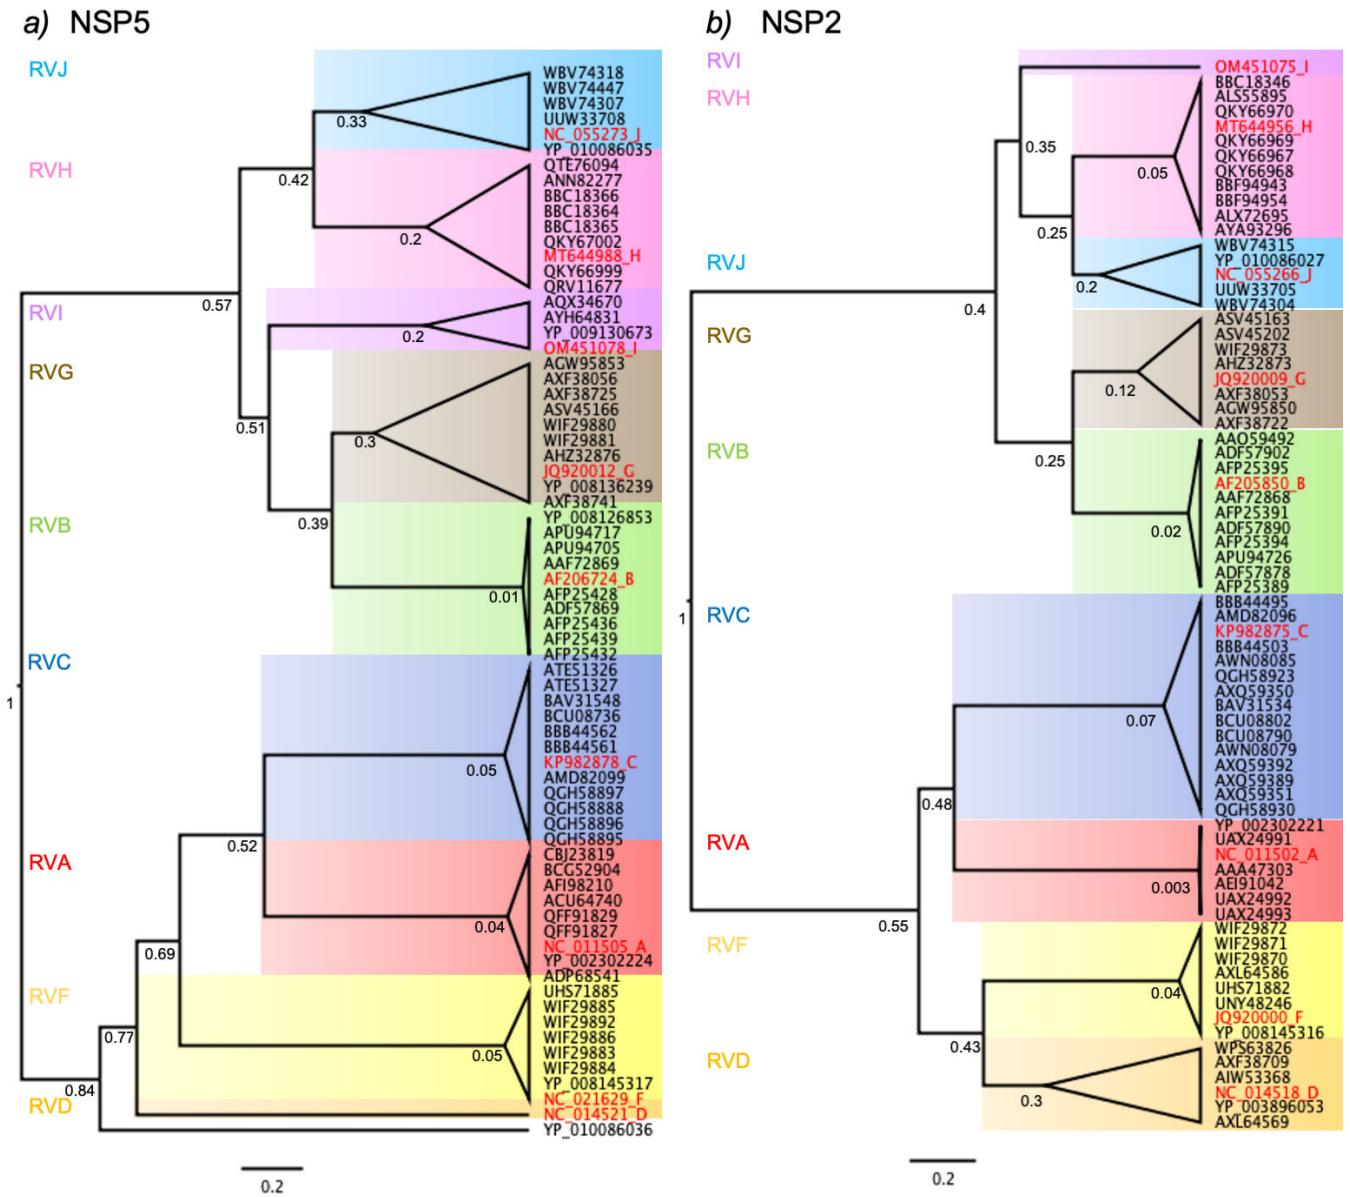 a) NSP5
RVJ
WBV74318
WBV74447
WBV74307
UUW33708
NC_055273_J
YP_010086035
0.33
RVH
QTE76094
ANN82277
BBC18366
BBC18364
BBC18365
QKY67002
MT644988_H
QKY66999
QRV11677
0.42
0.2
RVI
AQX34670
AYH64831
YP_009130673
OM451078_I
0.57
0.2
RVG
AGW95853
AXF38056
AXF38725
ASV45166
WIF29880
WIF29881
AHZ32876
JQ920012_G
YP_008136239
AXF38741
0.51
0.3
RVB
YP_008126853
APU94717
APU94705
AAF72869
AF206724_B
AFP25428
ADF57869
AFP25436
AFP25439
AFP25432
0.39
0.01
RVC
ATE51326
ATE51327
BAV31548
BCU08736
BBB44562
BBB44561
KP982878_C
AMD82099
QGH58897
QGH58888
QGH58896
QGH58895
1
0.05
0.52
RVA
CBJ23819
BCG52904
AFI98210
ACU64740
QFF91829
QFF91827
NC_011505_A
YP_002302224
ADP68541
0.04
0.69
RVF
UHS71885
WIF29885
WIF29892
WIF29886
WIF29883
WIF29884
YP_008145317
NC_021629_F
0.77
0.05
0.84
RVD
NC_014521_D
YP_010086036
0.2
b) NSP2
RVI
OM451075_I
RVH
BBC18346
ALS55895
QKY66970
MT644956_H
QKY66969
QKY66967
QKY66968
BBF94943
BBF94954
ALX72695
AYA93296
0.35
0.05
0.25
RVJ
WBV74315
YP_010086027
NC_055266_J
UUW33705
WBV74304
0.2
0.4
RVG
ASV45163
ASV45202
WIF29873
AHZ32873
JQ920009_G
AXF38053
AGW95850
AXF38722
0.12
0.25
RVB
AAO59492
ADF57902
AFP25395
AF205850_B
AAF72868
AFP25391
ADF57890
AFP25394
APU94726
ADF57878
AFP25389
0.02
1
RVC
BBB44495
AMD82096
KP982875_C
BBB44503
AWN08085
QGH58923
AXQ59350
BAV31534
BCU08802
BCU08790
AWN08079
AXQ59392
AXQ59389
AXQ59351
QGH58930
0.07
0.48
RVA
YP_002302221
UAX24991
NC_011502_A
AAA47303
AEI91042
UAX24992
UAX24993
0.003
0.55
RVF
WIF29872
WIF29871
WIF29870
AXL64586
UHS71882
UNY48246
JQ920000_F
YP_008145316
0.04
0.43
RVD
WPS63826
AXF38709
AIW53368
NC_014518_D
YP_003896053
AXL64569
0.3
0.2